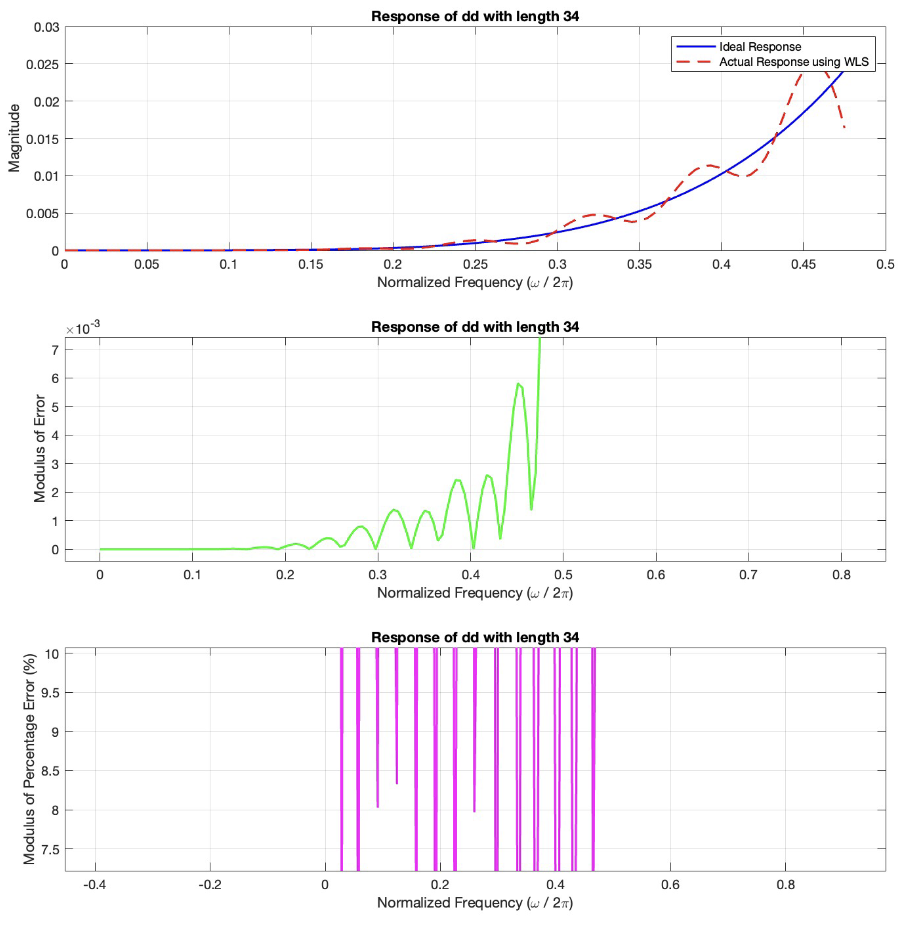 Response of dd with length 34
0.03
0.025
0.02
0.015
0.01
0.005
0
Magnitude
Ideal Response
Actual Response using WLS
0 0.05 0.1 0.15 0.2 0.25 0.3 0.35 0.4 0.45 0.5
Normalized Frequency (ω / 2π)
Response of dd with length 34
×10⁻³
7
6
5
4
3
2
1
0
Modulus of Error
0 0.1 0.2 0.3 0.4 0.5 0.6 0.7 0.8
Normalized Frequency (ω / 2π)
Response of dd with length 34
10
9.5
9
8.5
8
7.5
Modulus of Percentage Error (%)
-0.4 -0.2 0 0.2 0.4 0.6 0.8
Normalized Frequency (ω / 2π)